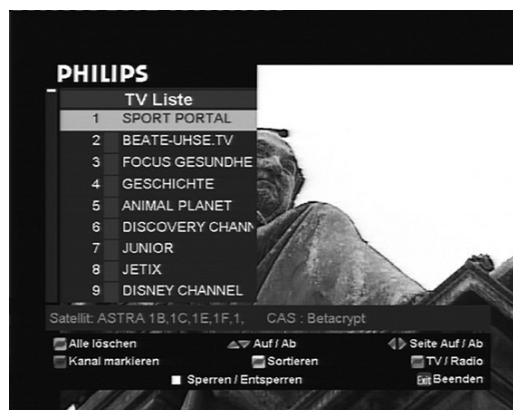 PHILIPS
TV Liste
1 SPORT PORTAL
2 BEATE-UHSE.TV
3 FOCUS GESUNDHE
4 GESCHICHTE
5 ANIMAL PLANET
6 DISCOVERY CHANN
7 JUNIOR
8 JETIX
9 DISNEY CHANNEL
Satellit: ASTRA 1B,1C,1E,1F,1, CAS : Betacrypt
Alle löschen Auf / Ab Seite Auf / Ab
Kanal markieren Sortieren TV / Radio
Sperren / Entsperren Exit Beenden